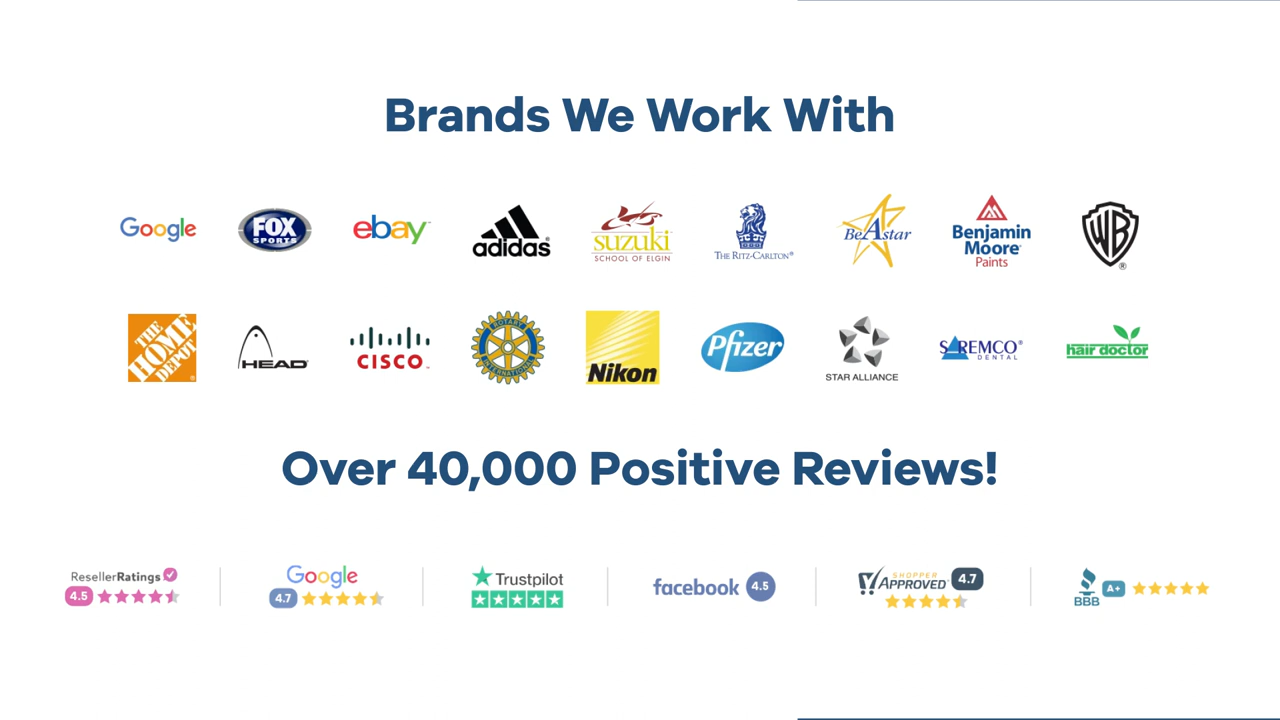 Brands We Work With
Google
FOX
SPORTS
ebay™
adidas®
suzuki
SCHOOL OF ELGIN
THE RITZ-CARLTON®
BeAstar
Benjamin
Moore®
Paints
WB
®
THE
HOME
DEPOT
HEAD
CISCO
ROTARY
INTERNATIONAL
Nikon
Pfizer
STAR ALLIANCE
SAREMCO®
DENTAL
hair doctor
Over 40,000 Positive Reviews!
ResellerRatings
4.5
Google
4.7
Trustpilot
facebook 4.5
SHOPPER
APPROVED® 4.7
BBB
A+